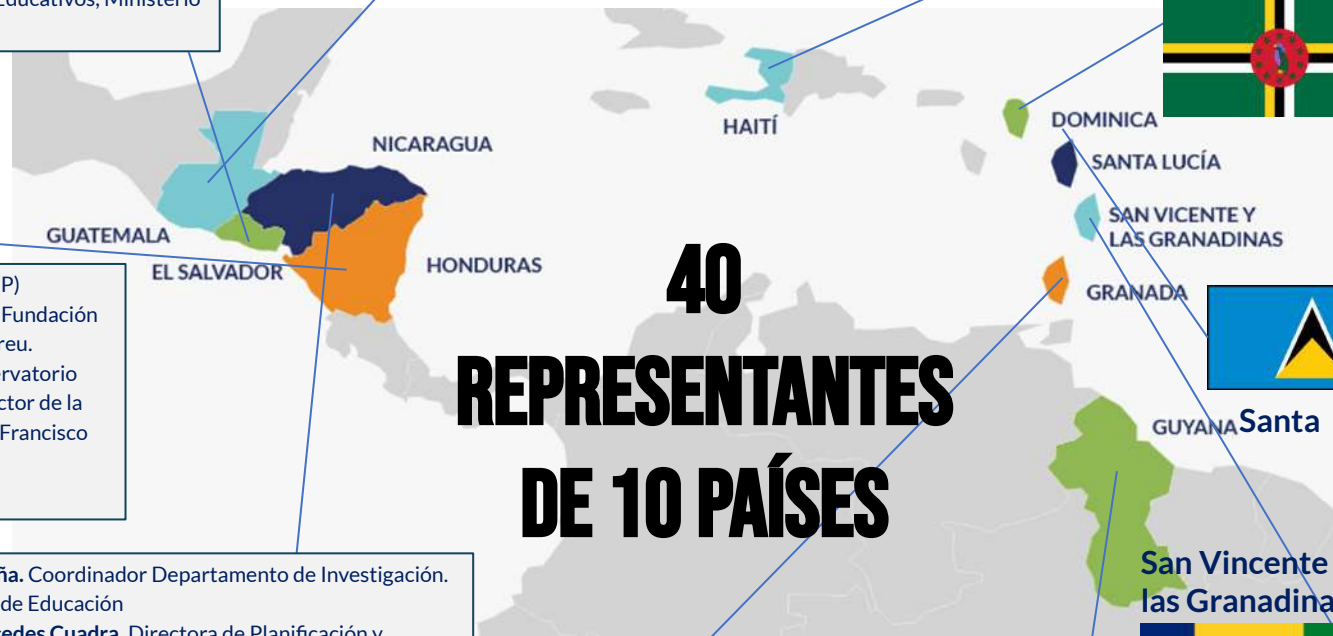 Educativos, Ministerio
HAITÍ
DOMINICA
NICARAGUA
SANTA LUCÍA
SAN VICENTE Y
LAS GRANADINAS
GUATEMALA
EL SALVADOR
HONDURAS
GRANADA
P)
Fundación
reu.
ervatorio
ctor de la
Francisco
40
REPRESENTANTES
DE 10 PAÍSES
GUYANA
Santa
San Vincente
las Granadina
ña. Coordinador Departamento de Investigación.
de Educación
edes Cuadra. Directora de Planificación y